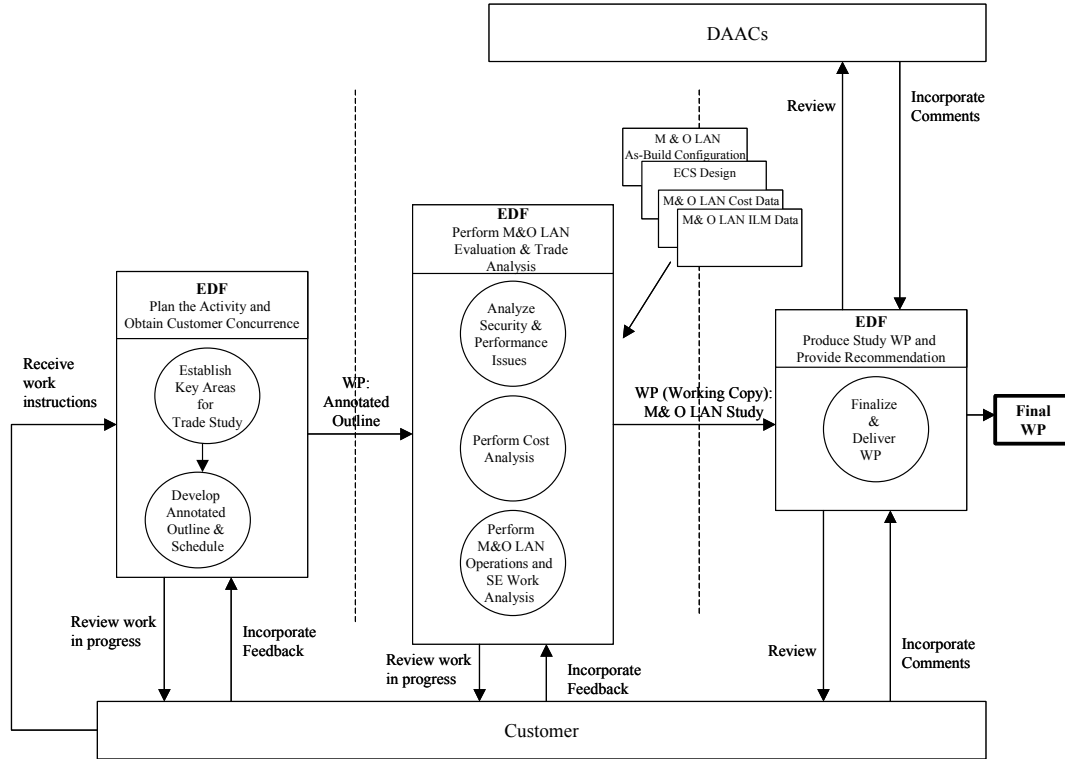 DAACs
Review
Incorporate
Comments
M & O LAN
As-Build Configuration
ECS Design
M& O LAN Cost Data
M& O LAN ILM Data
EDF
Perform M&O LAN
Evaluation & Trade
Analysis
Analyze
Security &
Performance
Issues
Perform Cost
Analysis
Perform
M&O LAN
Operations and
SE Work
Analysis
EDF
Plan the Activity and
Obtain Customer Concurrence
Establish
Key Areas
for
Trade Study
Develop
Annotated
Outline &
Schedule
Receive
work
instructions
WP:
Annotated
Outline
WP (Working Copy):
M& O LAN Study
EDF
Produce Study WP and
Provide Recommendation
Finalize
&
Deliver
WP
Final
WP
Review work
in progress
Incorporate
Feedback
Review work
in progress
Incorporate
Feedback
Review
Incorporate
Comments
Customer